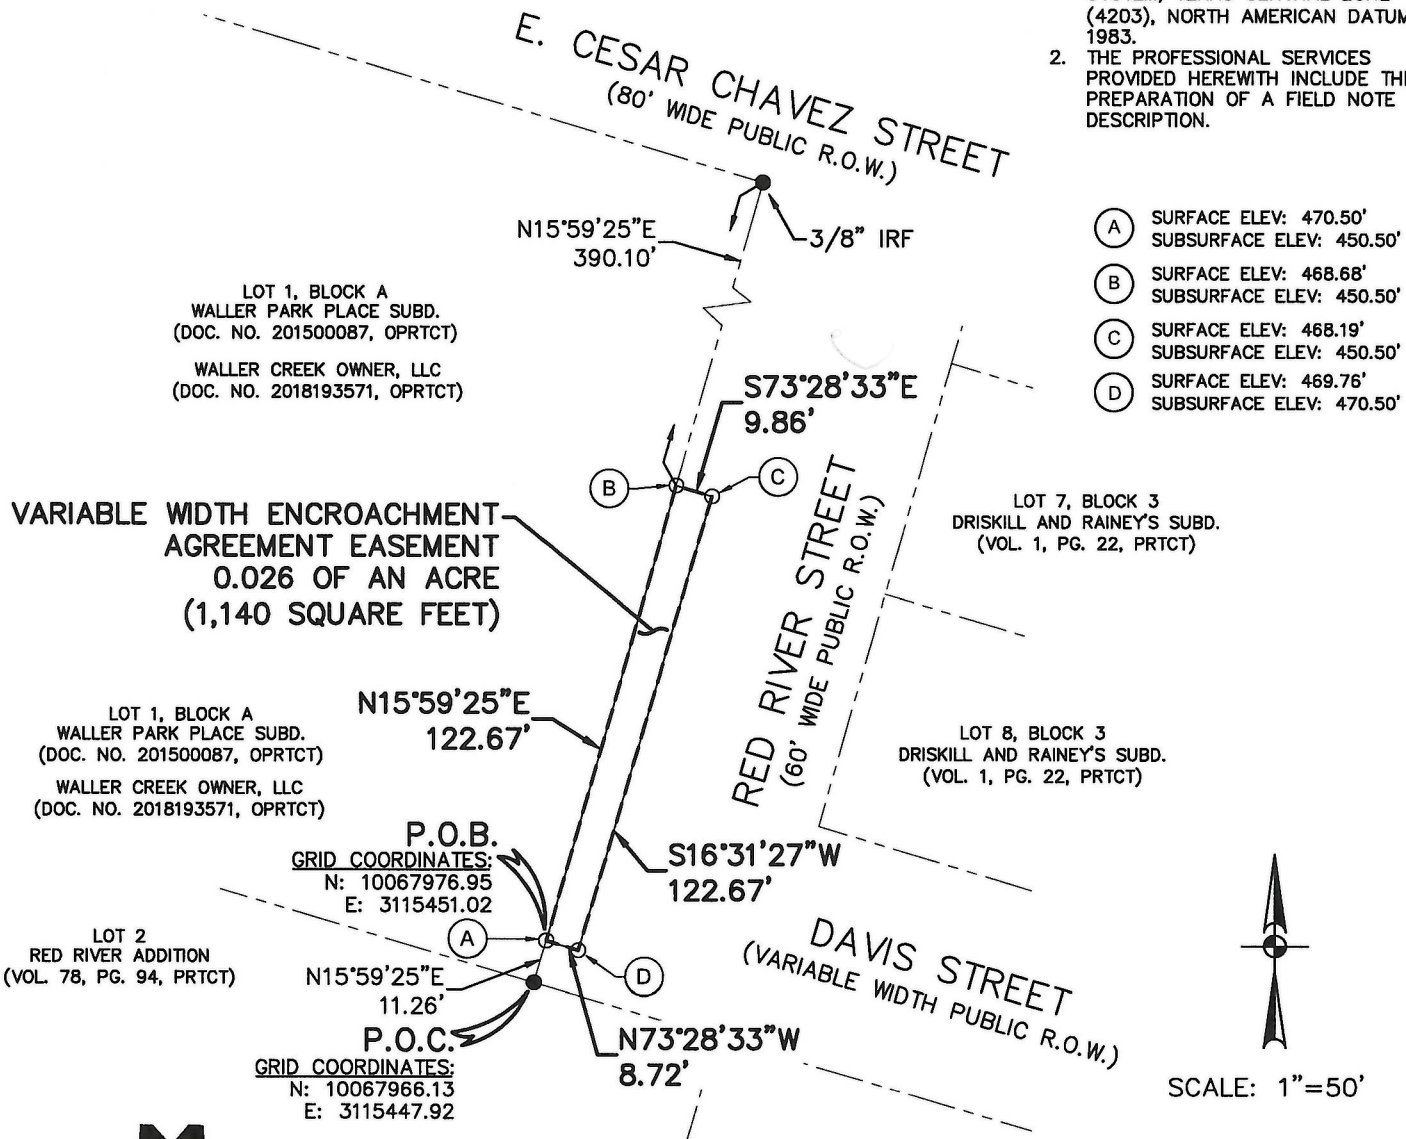 (4203), NORTH AMERICAN DATUM
1983.
2. THE PROFESSIONAL SERVICES
PROVIDED HEREWITH INCLUDE THE
PREPARATION OF A FIELD NOTE
DESCRIPTION.
E. CESAR CHAVEZ STREET
(80' WIDE PUBLIC R.O.W.)
N15°59'25"E
390.10'
3/8" IRF
A SURFACE ELEV: 470.50'
SUBSURFACE ELEV: 450.50'
B SURFACE ELEV: 468.68'
SUBSURFACE ELEV: 450.50'
C SURFACE ELEV: 468.19'
SUBSURFACE ELEV: 450.50'
D SURFACE ELEV: 469.76'
SUBSURFACE ELEV: 470.50'
LOT 1, BLOCK A
WALLER PARK PLACE SUBD.
(DOC. NO. 201500087, OPRTCT)
WALLER CREEK OWNER, LLC
(DOC. NO. 2018193571, OPRTCT)
S73°28'33"E
9.86'
B
C
VARIABLE WIDTH ENCROACHMENT
AGREEMENT EASEMENT
0.026 OF AN ACRE
(1,140 SQUARE FEET)
RED RIVER STREET
(60' WIDE PUBLIC R.O.W.)
LOT 7, BLOCK 3
DRISKILL AND RAINEY'S SUBD.
(VOL. 1, PG. 22, PRTCT)
N15°59'25"E
122.67'
LOT 1, BLOCK A
WALLER PARK PLACE SUBD.
(DOC. NO. 201500087, OPRTCT)
WALLER CREEK OWNER, LLC
(DOC. NO. 2018193571, OPRTCT)
LOT 8, BLOCK 3
DRISKILL AND RAINEY'S SUBD.
(VOL. 1, PG. 22, PRTCT)
P.O.B.
GRID COORDINATES:
N: 10067976.95
E: 3115451.02
S16°31'27"W
122.67'
A
D
LOT 2
RED RIVER ADDITION
(VOL. 78, PG. 94, PRTCT)
N15°59'25"E
11.26'
P.O.C.
GRID COORDINATES:
N: 10067966.13
E: 3115447.92
N73°28'33"W
8.72'
DAVIS STREET
(VARIABLE WIDTH PUBLIC R.O.W.)
SCALE: 1"=50'